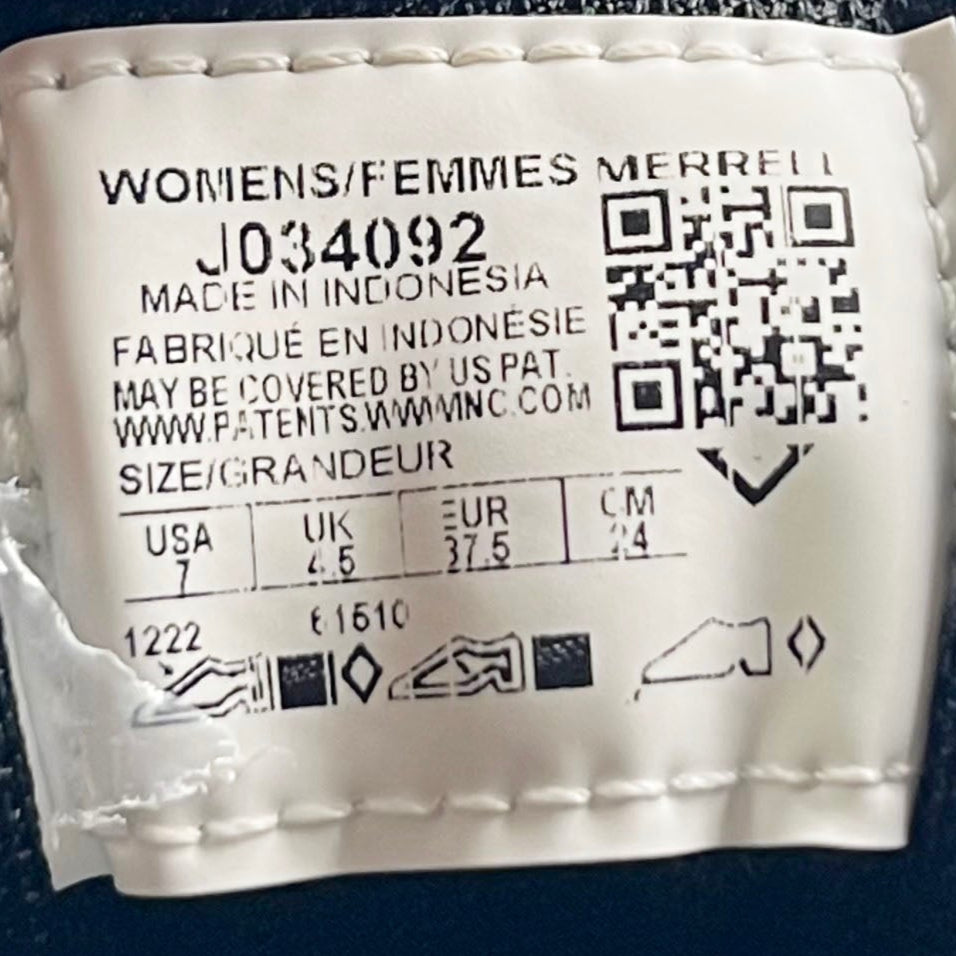 WOMENS/FEMMES MERRELL
J034092
MADE IN INDONESIA
FABRIQUÉ EN INDONÉSIE
MAY BE COVERED BY US PAT.
WWW.PATENTS.WWWINC.COM
SIZE/GRANDEUR
USA UK EUR CM
7 4.5 37.5 24
1222 61510